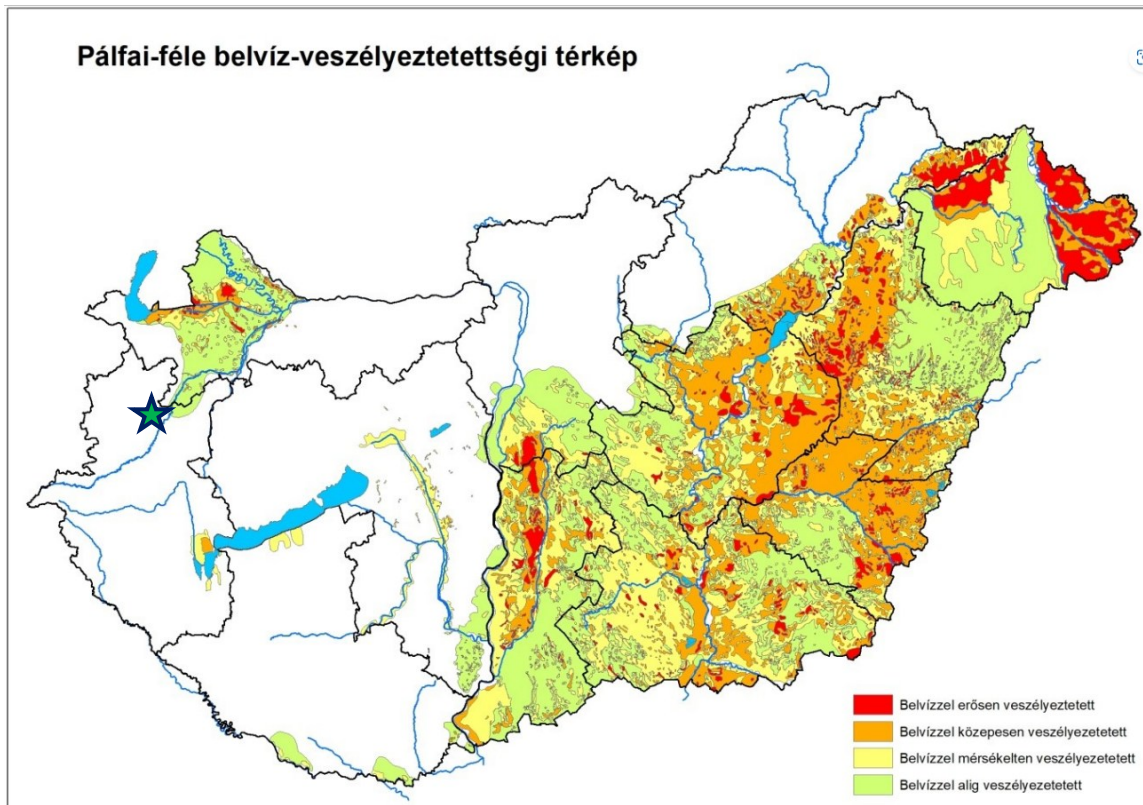 Pálfai-féle belvíz-veszélyeztetettségi térkép
Belvízzel erősen veszélyeztetett
Belvízzel közepesen veszélyezetetett
Belvízzel mérsékelten veszélyezetetett
Belvízzel alig veszélyezetetett